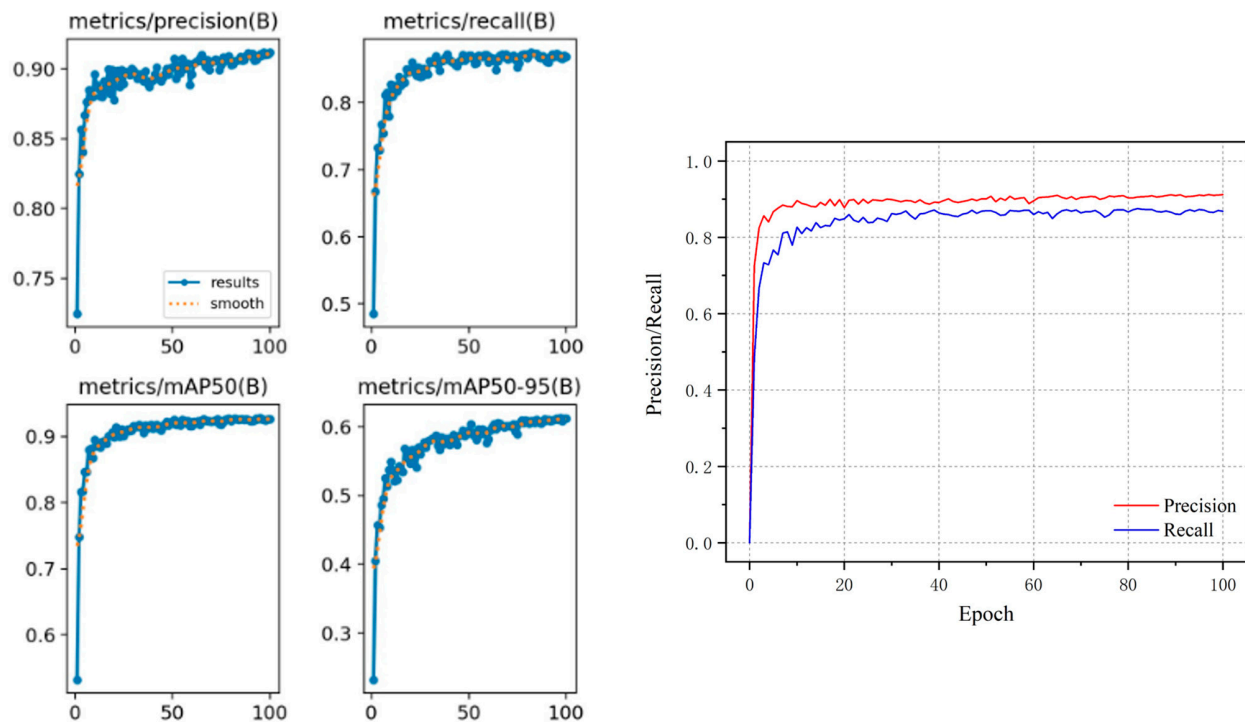 metrics/precision(B)
0.90
0.85
0.80
0.75
results
smooth
0 50 100
metrics/recall(B)
0.8
0.7
0.6
0.5
0 50 100
metrics/mAP50(B)
0.9
0.8
0.7
0.6
0 50 100
metrics/mAP50-95(B)
0.6
0.5
0.4
0.3
0 50 100
Precision/Recall
1.0
0.8
0.6
0.4
0.2
0.0
Precision
Recall
0 20 40 60 80 100
Epoch